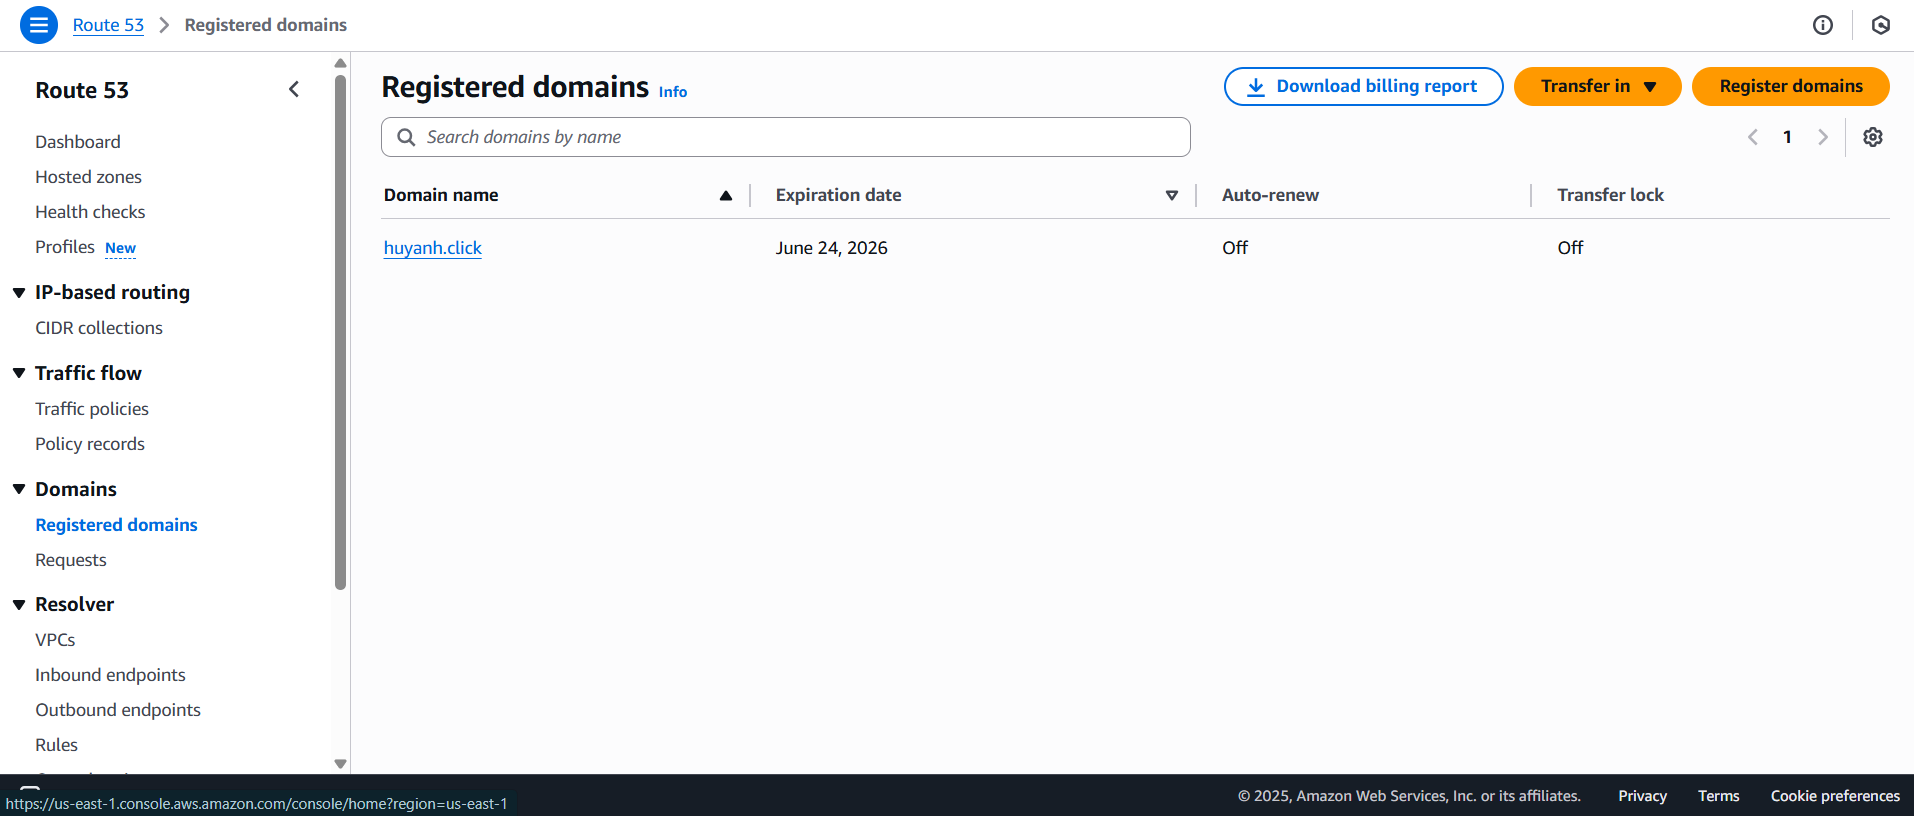 Route 53 > Registered domains
Route 53
Dashboard
Hosted zones
Health checks
Profiles New
IP-based routing
CIDR collections
Traffic flow
Traffic policies
Policy records
Domains
Registered domains
Requests
Resolver
VPCs
Inbound endpoints
Outbound endpoints
Rules
Registered domains Info
Download billing report
Transfer in
Register domains
Search domains by name
1
Domain name Expiration date Auto-renew Transfer lock
huyanh.click June 24, 2026 Off Off
https://us-east-1.console.aws.amazon.com/console/home?region=us-east-1
© 2025, Amazon Web Services, Inc. or its affiliates. Privacy Terms Cookie preferences